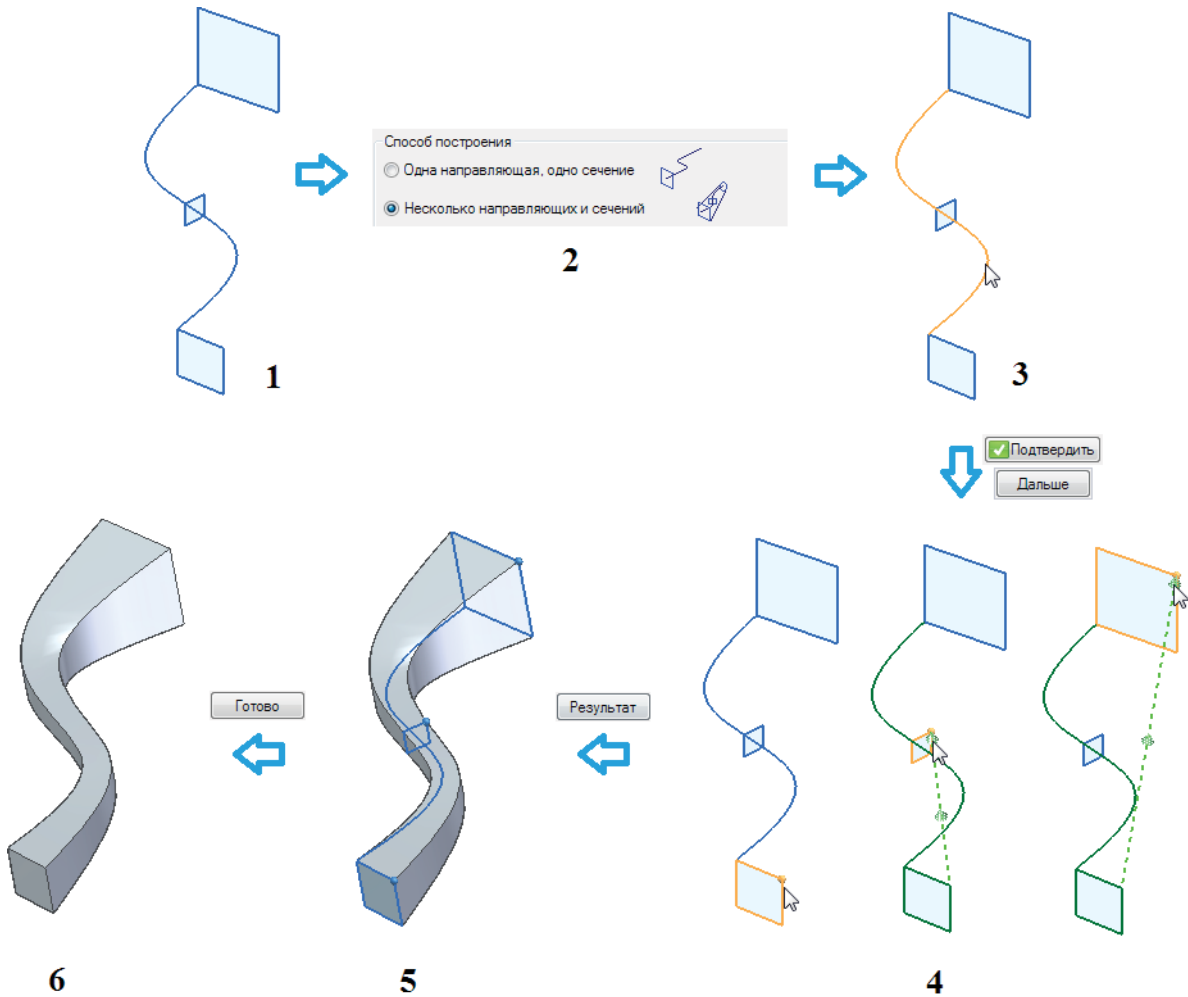 Способ построения
Одна направляющая, одно сечение
Несколько направляющих и сечений
1
2
3
Подтвердить
Дальше
Готово
Результат
6
5
4